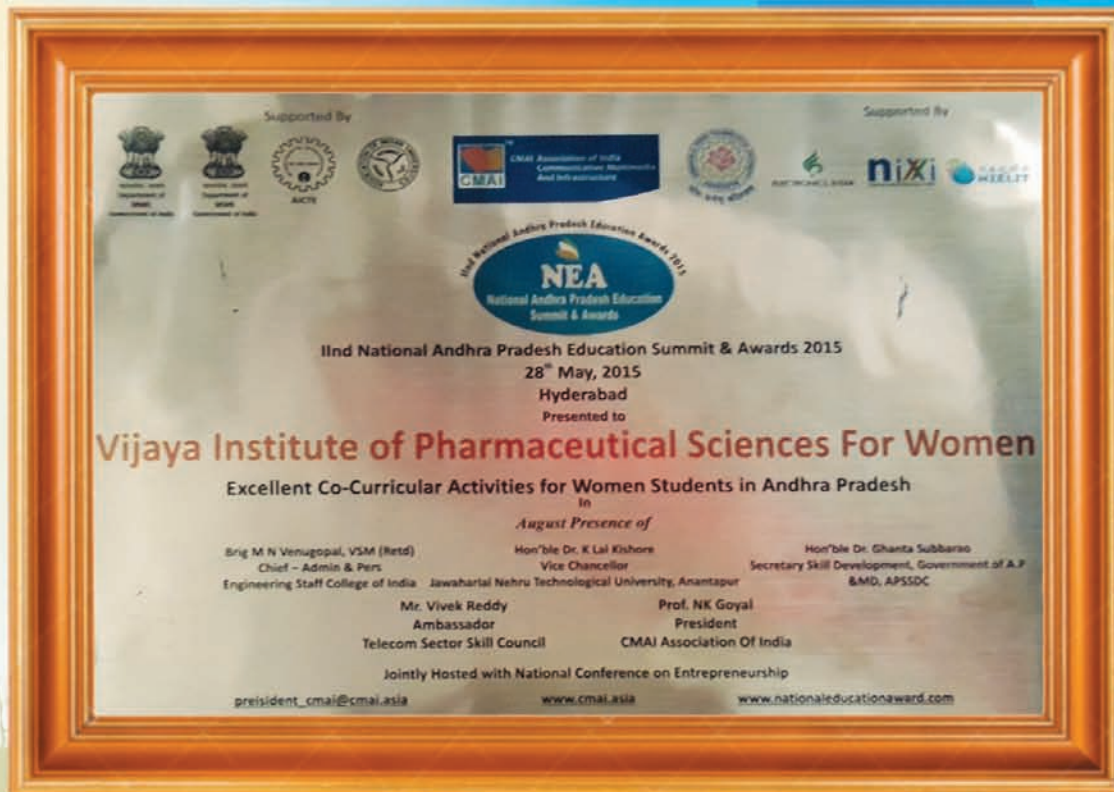 Supported By
Supported By
AICTE
CMAI
CMAI Association of India
Communication Multimedia
And Infrastructure
nixi
NIELIT
IInd National Andhra Pradesh Education Awards 2015
NEA
National Andhra Pradesh Education
Summit & Awards
IInd National Andhra Pradesh Education Summit & Awards 2015
28th May, 2015
Hyderabad
Presented to
Vijaya Institute of Pharmaceutical Sciences For Women
Excellent Co-Curricular Activities for Women Students in Andhra Pradesh
In
August Presence of
Brig M N Venugopal, VSM (Retd) Hon'ble Dr. K Lal Kishore Hon'ble Dr. Ghanta Subbarao
Chief – Admin & Pers Vice Chancellor Secretary Skill Development, Government of A.P
Engineering Staff College of India Jawaharlal Nehru Technological University, Anantapur &MD, APSSDC
Mr. Vivek Reddy Prof. NK Goyal
Ambassador President
Telecom Sector Skill Council CMAI Association Of India
Jointly Hosted with National Conference on Entrepreneurship
preisident_cmai@cmai.asia www.cmai.asia www.nationaleducationaward.com